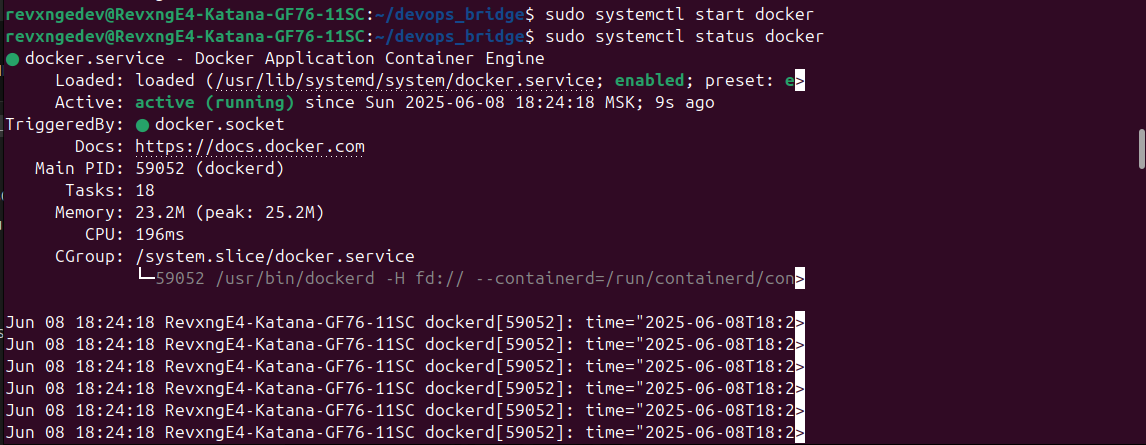 revxngedev@RevxngE4-Katana-GF76-11SC:~/devops_bridge$ sudo systemctl start docker
revxngedev@RevxngE4-Katana-GF76-11SC:~/devops_bridge$ sudo systemctl status docker
● docker.service - Docker Application Container Engine
Loaded: loaded (/usr/lib/systemd/system/docker.service; enabled; preset: e>
Active: active (running) since Sun 2025-06-08 18:24:18 MSK; 9s ago
TriggeredBy: ● docker.socket
Docs: https://docs.docker.com
Main PID: 59052 (dockerd)
Tasks: 18
Memory: 23.2M (peak: 25.2M)
CPU: 196ms
CGroup: /system.slice/docker.service
└─59052 /usr/bin/dockerd -H fd:// --containerd=/run/containerd/con>
Jun 08 18:24:18 RevxngE4-Katana-GF76-11SC dockerd[59052]: time="2025-06-08T18:2>
Jun 08 18:24:18 RevxngE4-Katana-GF76-11SC dockerd[59052]: time="2025-06-08T18:2>
Jun 08 18:24:18 RevxngE4-Katana-GF76-11SC dockerd[59052]: time="2025-06-08T18:2>
Jun 08 18:24:18 RevxngE4-Katana-GF76-11SC dockerd[59052]: time="2025-06-08T18:2>
Jun 08 18:24:18 RevxngE4-Katana-GF76-11SC dockerd[59052]: time="2025-06-08T18:2>
Jun 08 18:24:18 RevxngE4-Katana-GF76-11SC dockerd[59052]: time="2025-06-08T18:2>